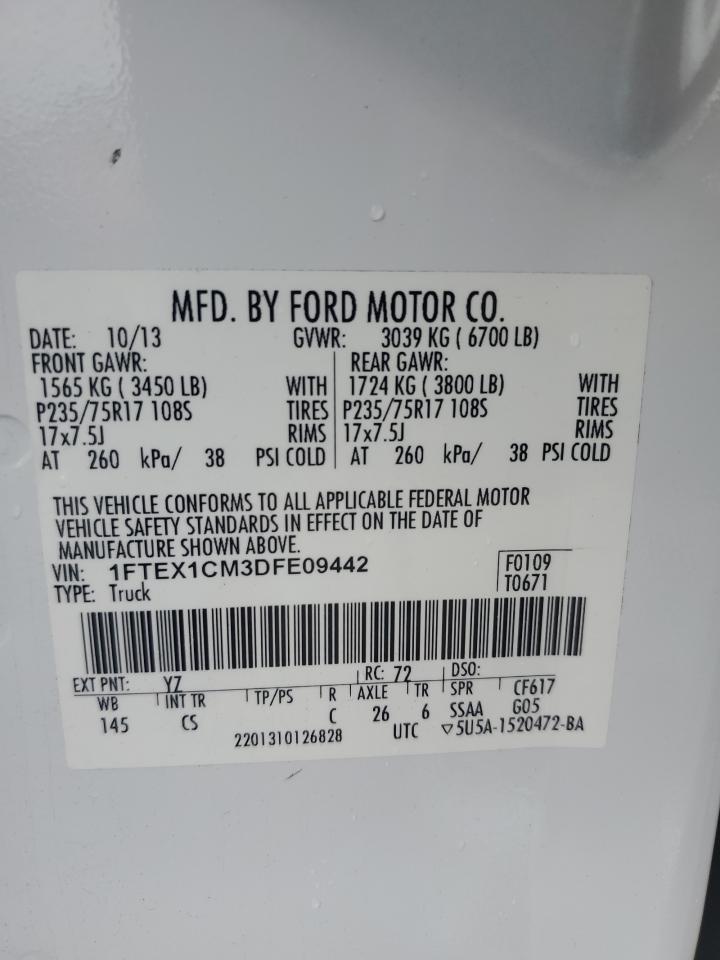 MFD. BY FORD MOTOR CO.
DATE: 10/13 GVWR: 3039 KG ( 6700 LB)
FRONT GAWR: REAR GAWR:
1565 KG ( 3450 LB) WITH 1724 KG ( 3800 LB) WITH
P235/75R17 108S TIRES P235/75R17 108S TIRES
17x7.5J RIMS 17x7.5J RIMS
AT 260 kPa/ 38 PSI COLD AT 260 kPa/ 38 PSI COLD
THIS VEHICLE CONFORMS TO ALL APPLICABLE FEDERAL MOTOR
VEHICLE SAFETY STANDARDS IN EFFECT ON THE DATE OF
MANUFACTURE SHOWN ABOVE.
VIN: 1FTEX1CM3DFE09442 F0109
TYPE: Truck T0671
EXT PNT: YZ RC: 72 DSO:
WB INT TR TP/PS R AXLE TR SPR CF617
145 CS C 26 6 SSAA G05
2201310126828 UTC ▽5U5A-1520472-BA